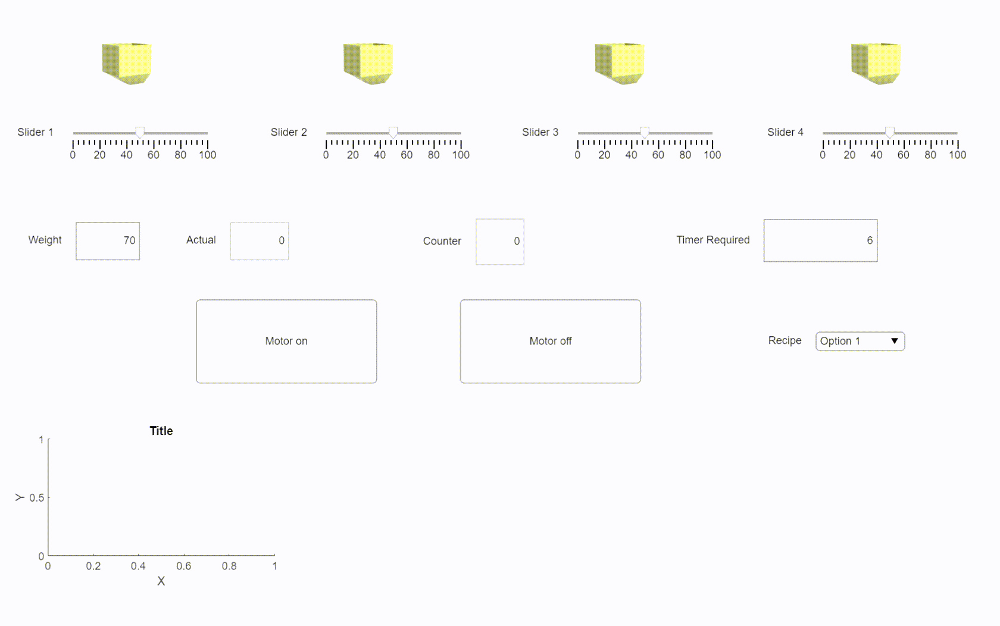 Slider 1
0 20 40 60 80 100
Slider 2
0 20 40 60 80 100
Slider 3
0 20 40 60 80 100
Slider 4
0 20 40 60 80 100
Weight 70
Actual 0
Counter 0
Timer Required 6
Motor on
Motor off
Recipe Option 1
Title
1
Y 0.5
0
0 0.2 0.4 0.6 0.8 1
X